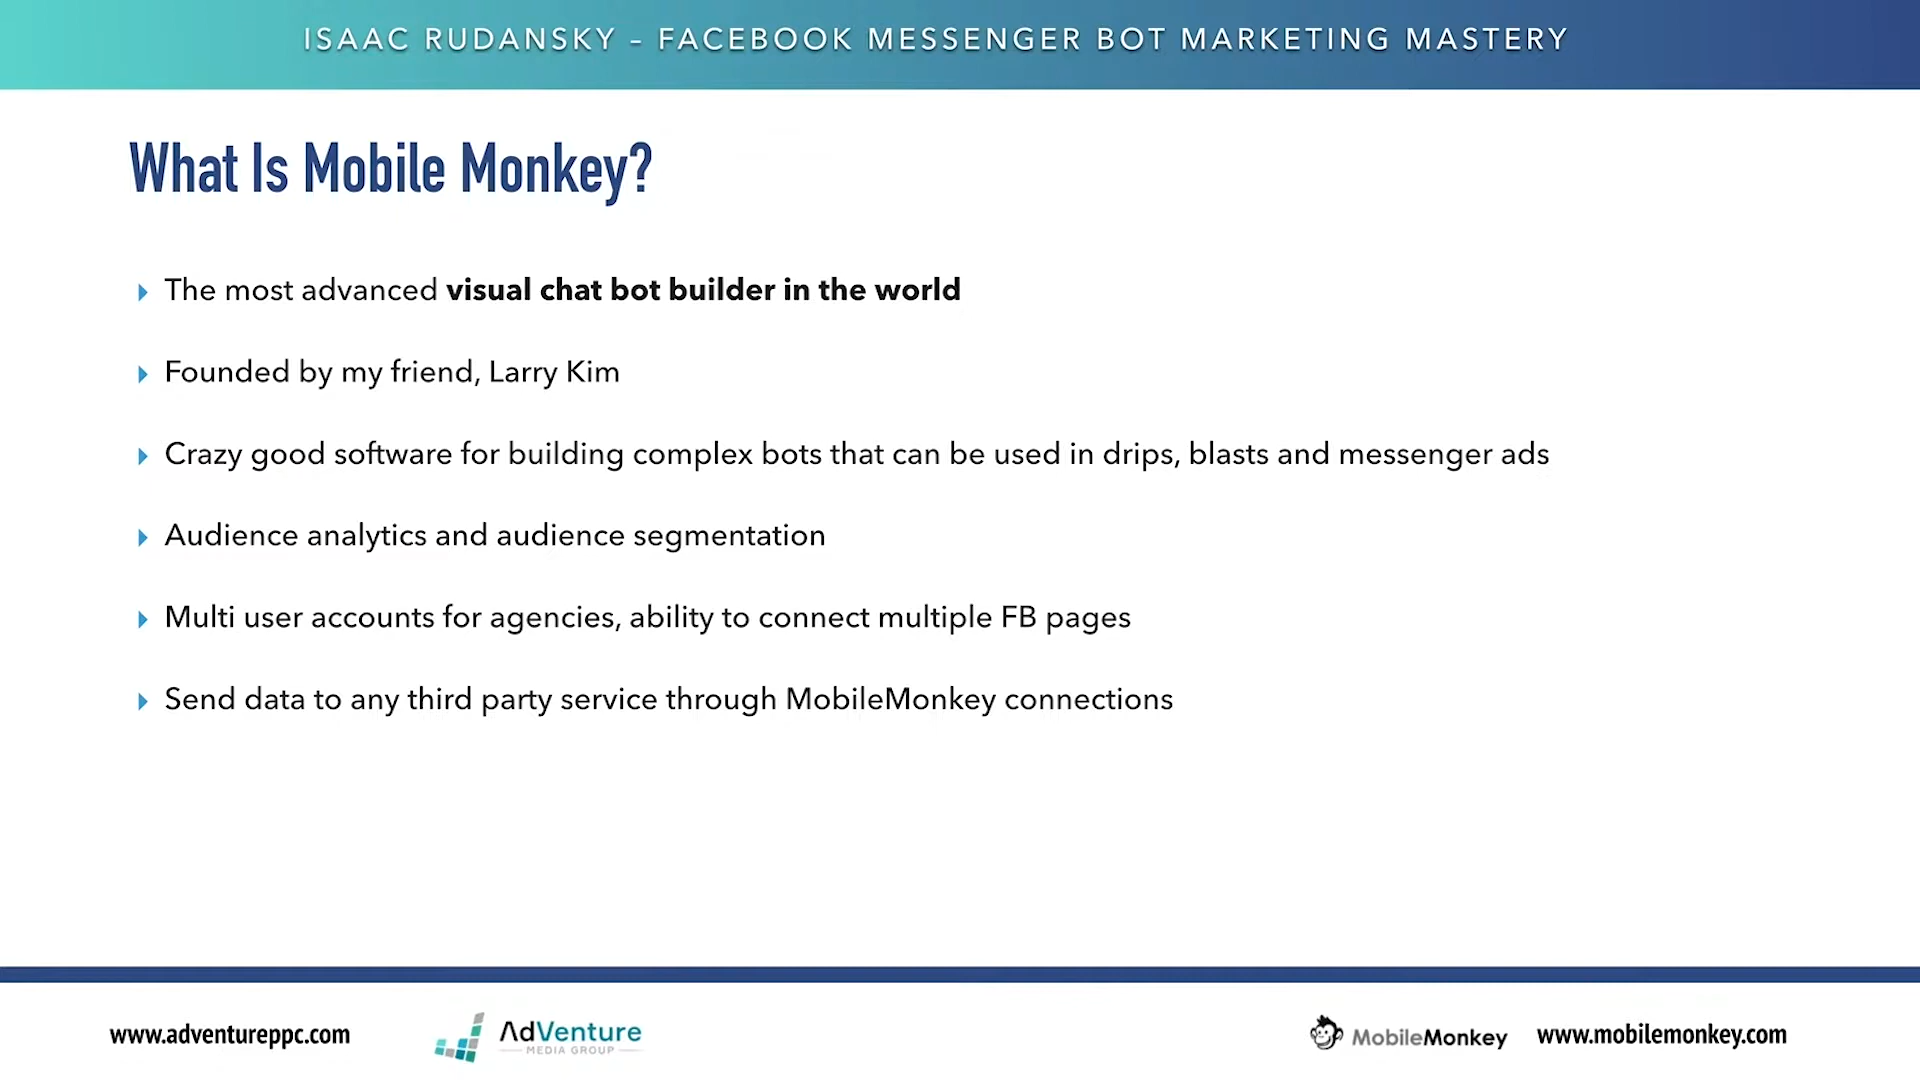 ISAAC RUDANSKY – FACEBOOK MESSENGER BOT MARKETING MASTERY
What Is Mobile Monkey?
The most advanced visual chat bot builder in the world
Founded by my friend, Larry Kim
Crazy good software for building complex bots that can be used in drips, blasts and messenger ads
Audience analytics and audience segmentation
Multi user accounts for agencies, ability to connect multiple FB pages
Send data to any third party service through MobileMonkey connections
www.adventureppc.com
AdVenture
MEDIA GROUP
MobileMonkey
www.mobilemonkey.com